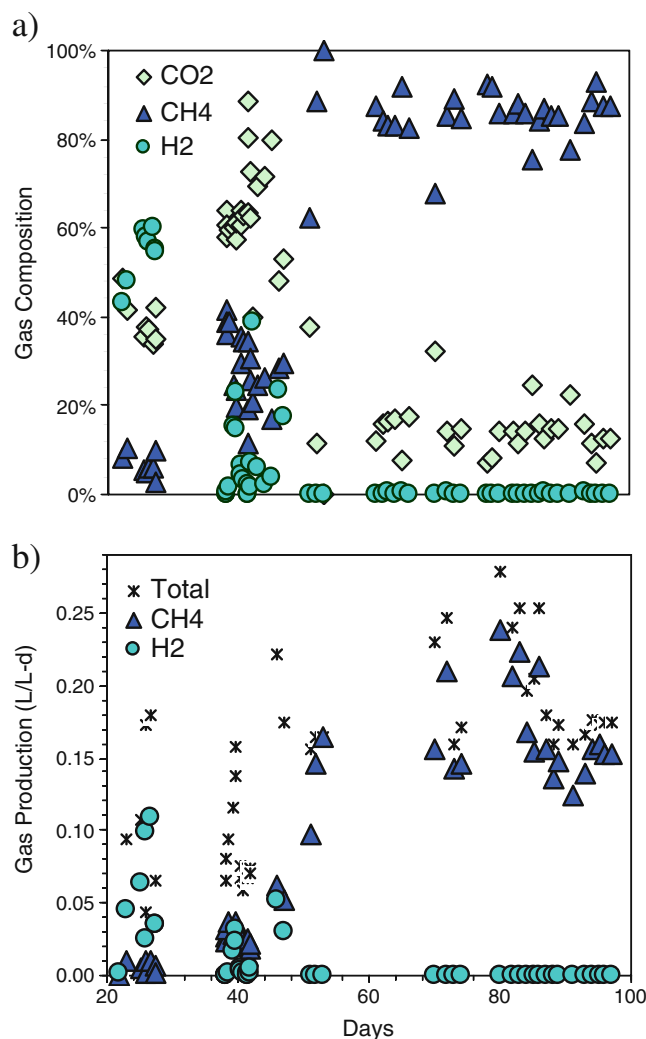 a)
100%
80%
60%
40%
20%
0%
Gas Composition
CO2
CH4
H2
b)
0.25
0.20
0.15
0.10
0.05
0.00
Gas Production (L/L-d)
Total
CH4
H2
20 40 60 80 100
Days